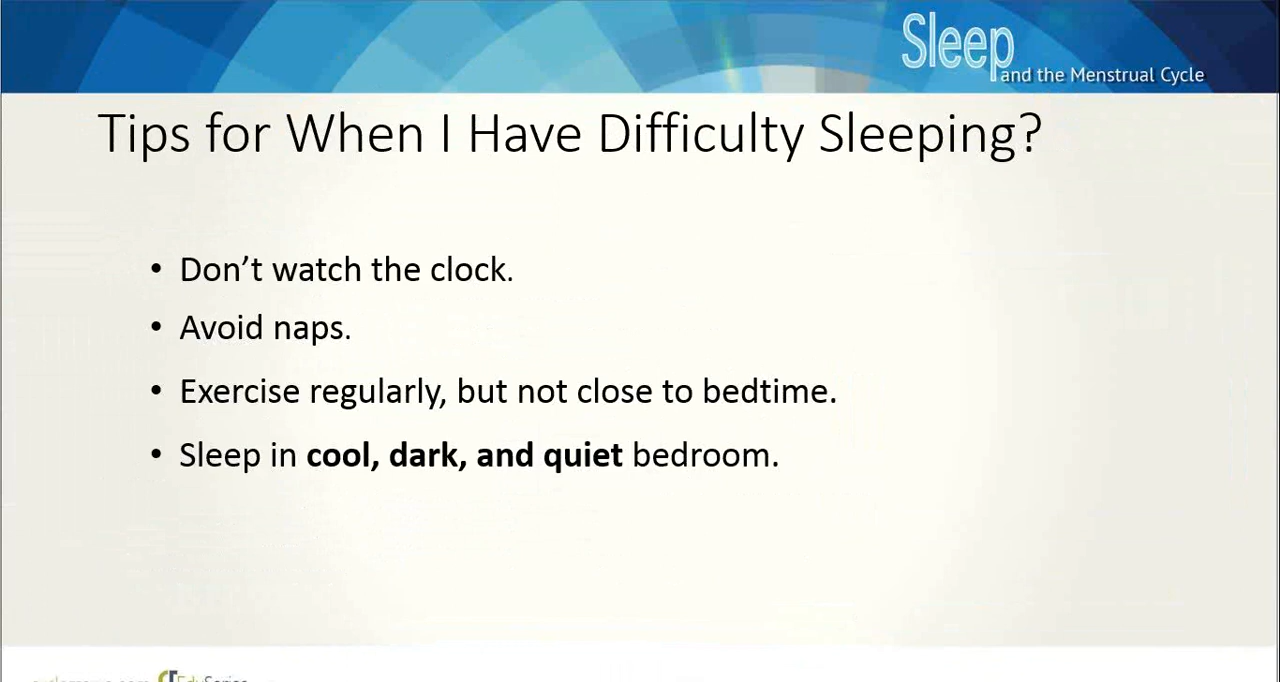 Sleep
and the Menstrual Cycle
Tips for When I Have Difficulty Sleeping?
• Don’t watch the clock.
• Avoid naps.
• Exercise regularly, but not close to bedtime.
• Sleep in cool, dark, and quiet bedroom.